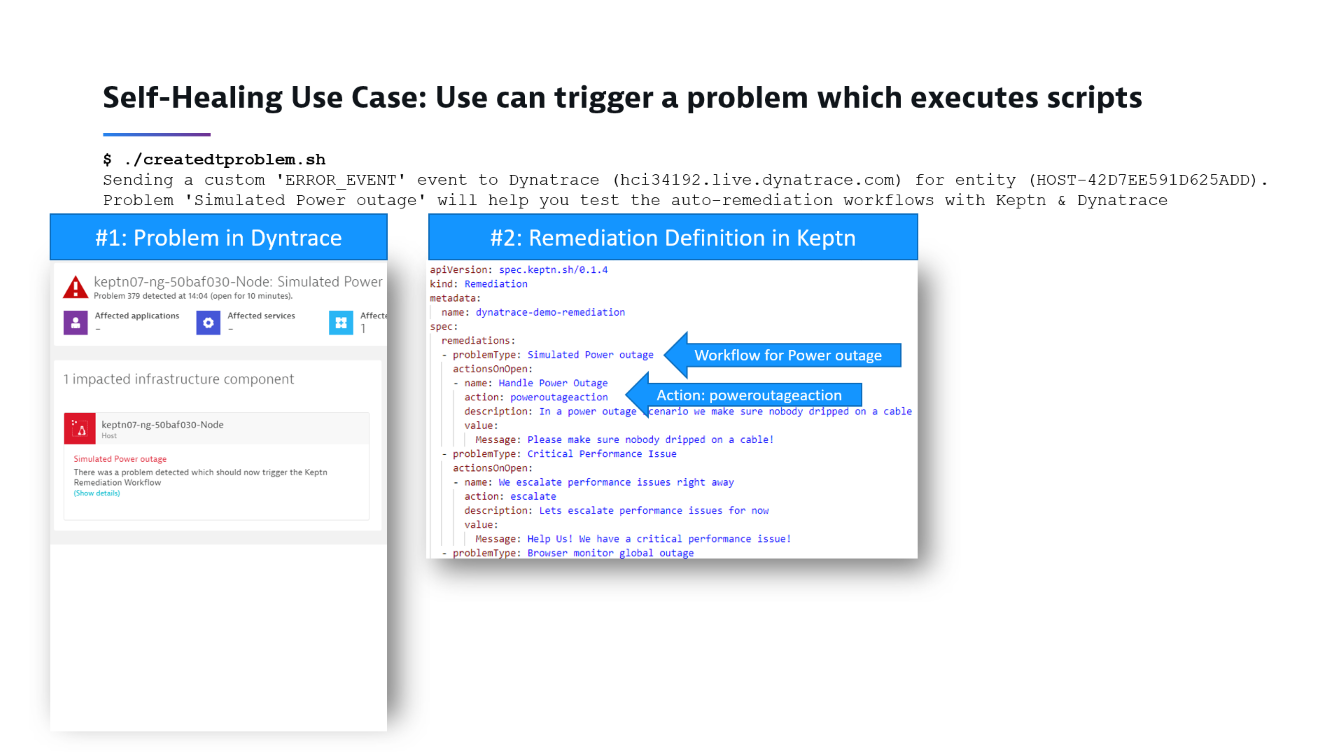 Self-Healing Use Case: Use can trigger a problem which executes scripts
$ ./createdtproblem.sh
Sending a custom 'ERROR_EVENT' event to Dynatrace (hci34192.live.dynatrace.com) for entity (HOST-42D7EE591D625ADD).
Problem 'Simulated Power outage' will help you test the auto-remediation workflows with Keptn & Dynatrace
#1: Problem in Dyntrace
keptn07-ng-50baf030-Node: Simulated Power
Problem 379 detected at 14:04 (open for 10 minutes).
Affected applications
-
Affected services
-
Affecte
1
1 impacted infrastructure component
keptn07-ng-50baf030-Node
Host
Simulated Power outage
There was a problem detected which should now trigger the Keptn
Remediation Workflow
(Show details)
#2: Remediation Definition in Keptn
apiVersion: spec.keptn.sh/0.1.4
kind: Remediation
metadata:
name: dynatrace-demo-remediation
spec:
remediations:
- problemType: Simulated Power outage
Workflow for Power outage
actionsOnOpen:
- name: Handle Power Outage
action: poweroutageaction
Action: poweroutageaction
description: In a power outage scenario we make sure nobody dripped on a cable
value:
Message: Please make sure nobody dripped on a cable!
- problemType: Critical Performance Issue
actionsOnOpen:
- name: We escalate performance issues right away
action: escalate
description: Lets escalate performance issues for now
value:
Message: Help Us! We have a critical performance issue!
- problemType: Browser monitor global outage